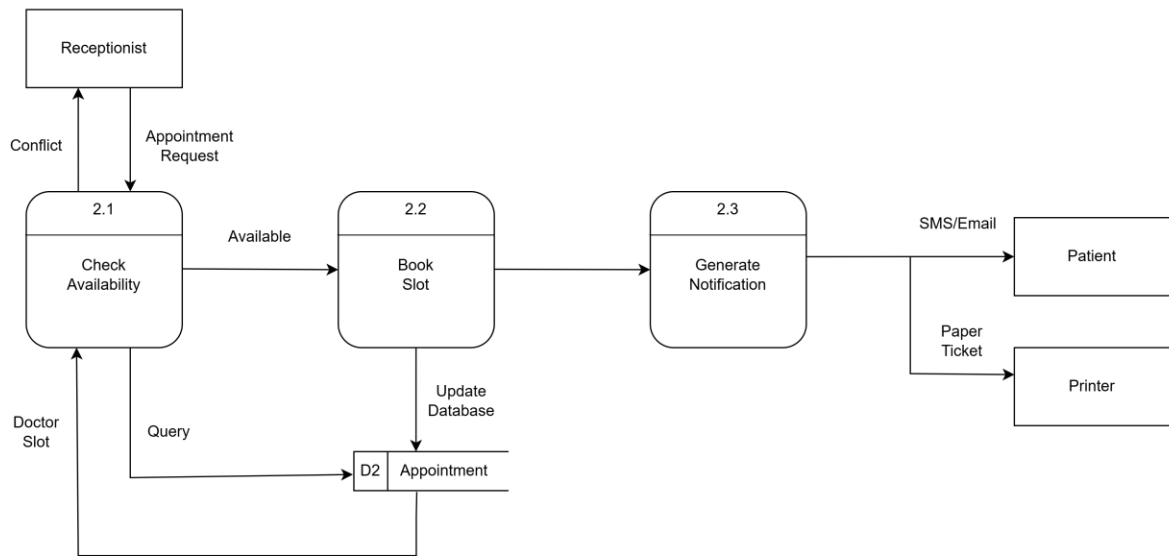 Receptionist
Conflict
Appointment
Request
2.1
Check
Availability
Available
2.2
Book
Slot
2.3
Generate
Notification
SMS/Email
Patient
Paper
Ticket
Printer
Doctor
Slot
Query
Update
Database
D2
Appointment